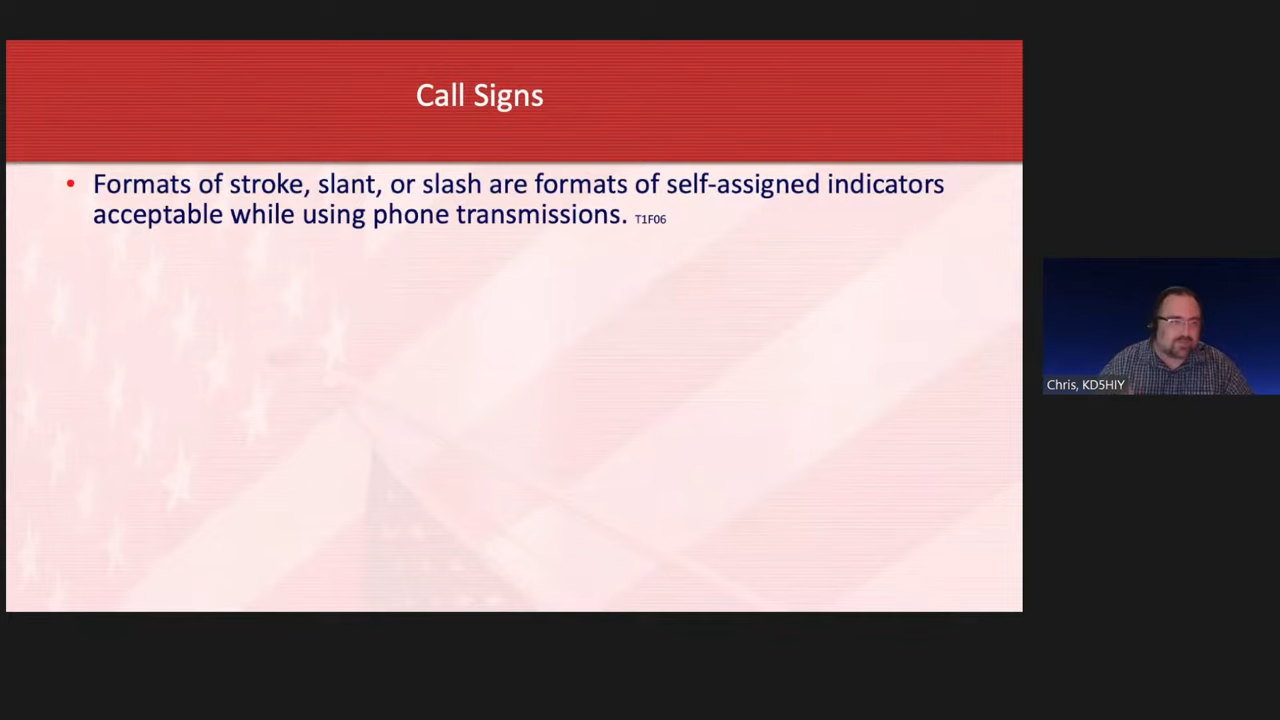 Call Signs
• Formats of stroke, slant, or slash are formats of self-assigned indicators
acceptable while using phone transmissions. T1F06
Chris, KD5HIY